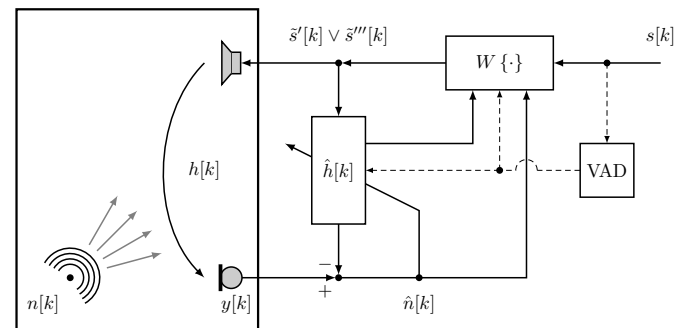 s̃′[k] ∨ s̃‴[k]
s[k]
W {·}
h[k]
ĥ[k]
VAD
−
+
n[k]
y[k]
n̂[k]